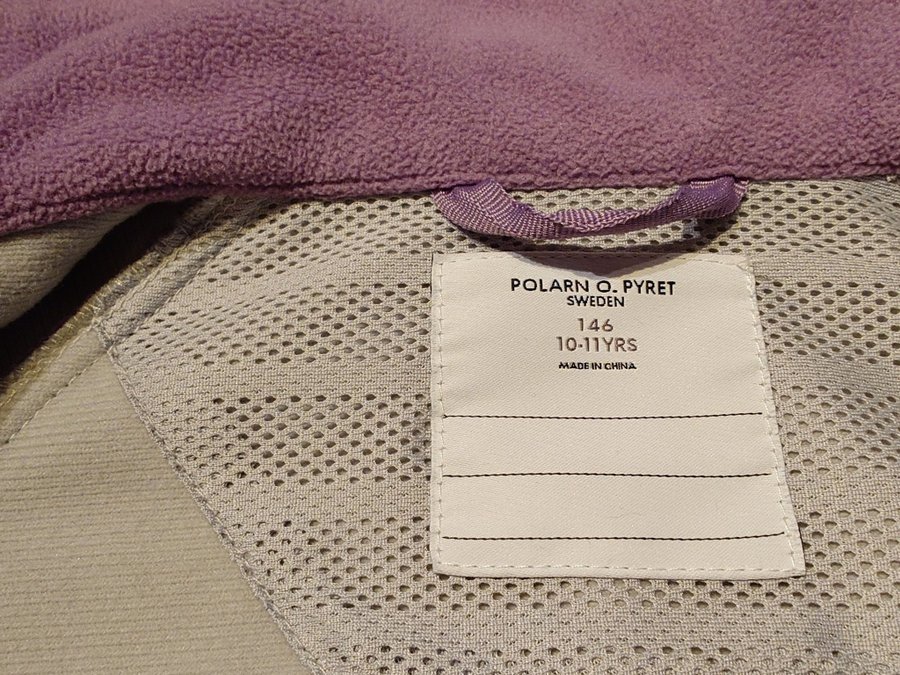 POLARN O. PYRET
SWEDEN
146
10-11YRS
MADE IN CHINA